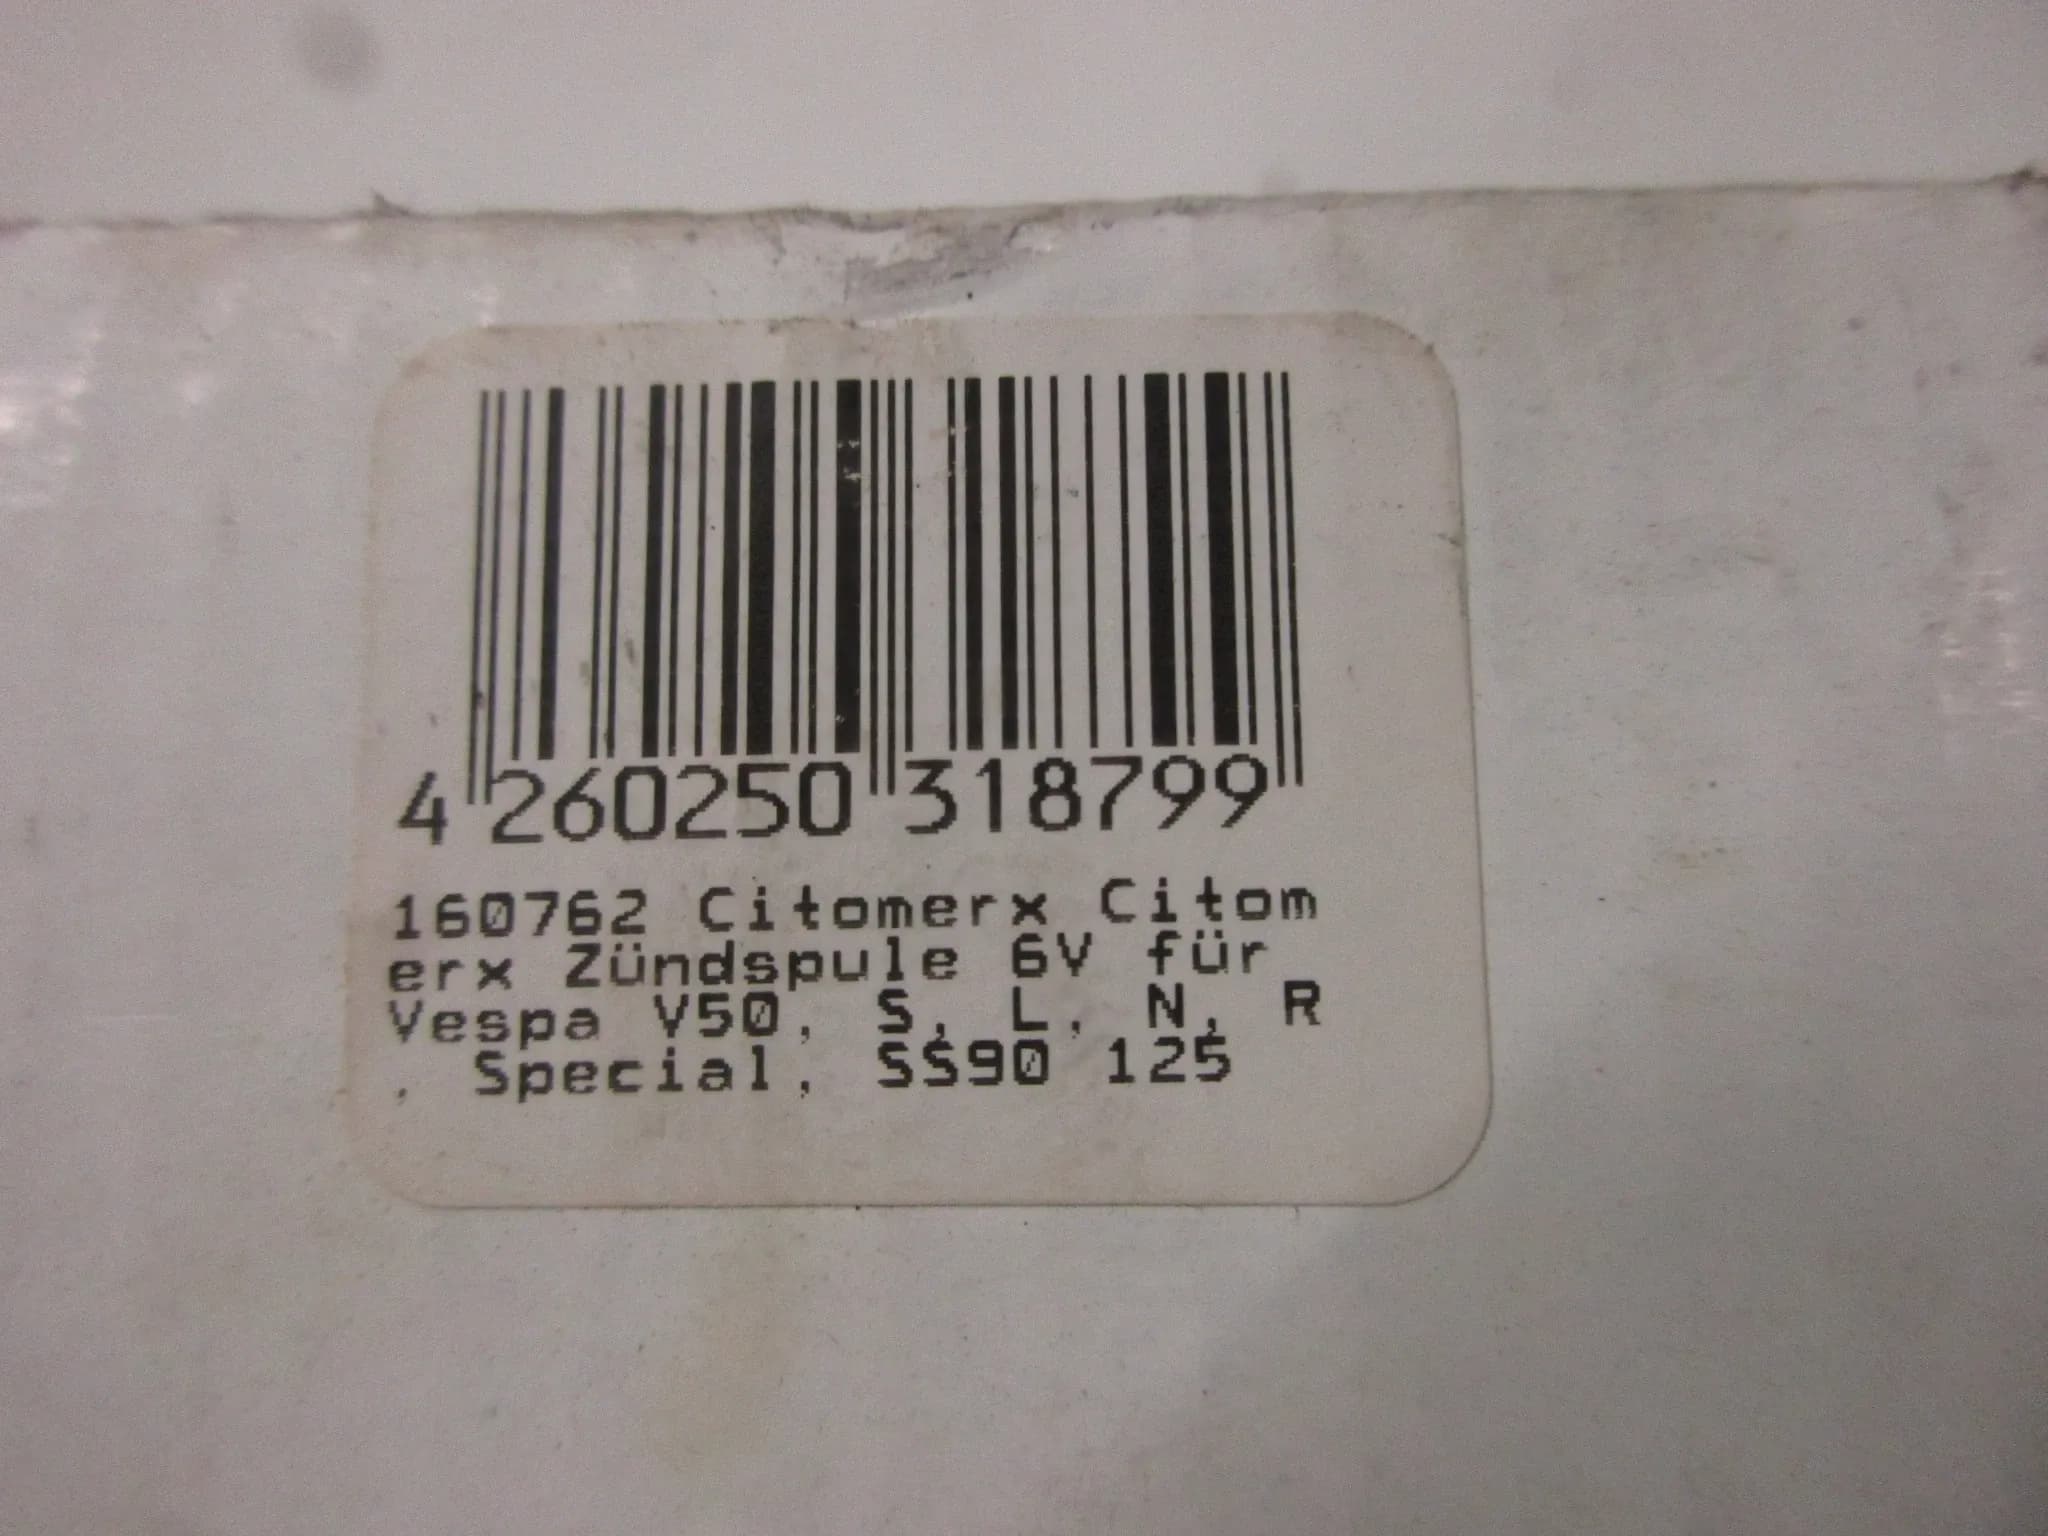 4 260250 318799
160762 Citomerx Citom
erx Zündspule 6V für
Vespa V50, S, L, N, R
, Special, SS90 125